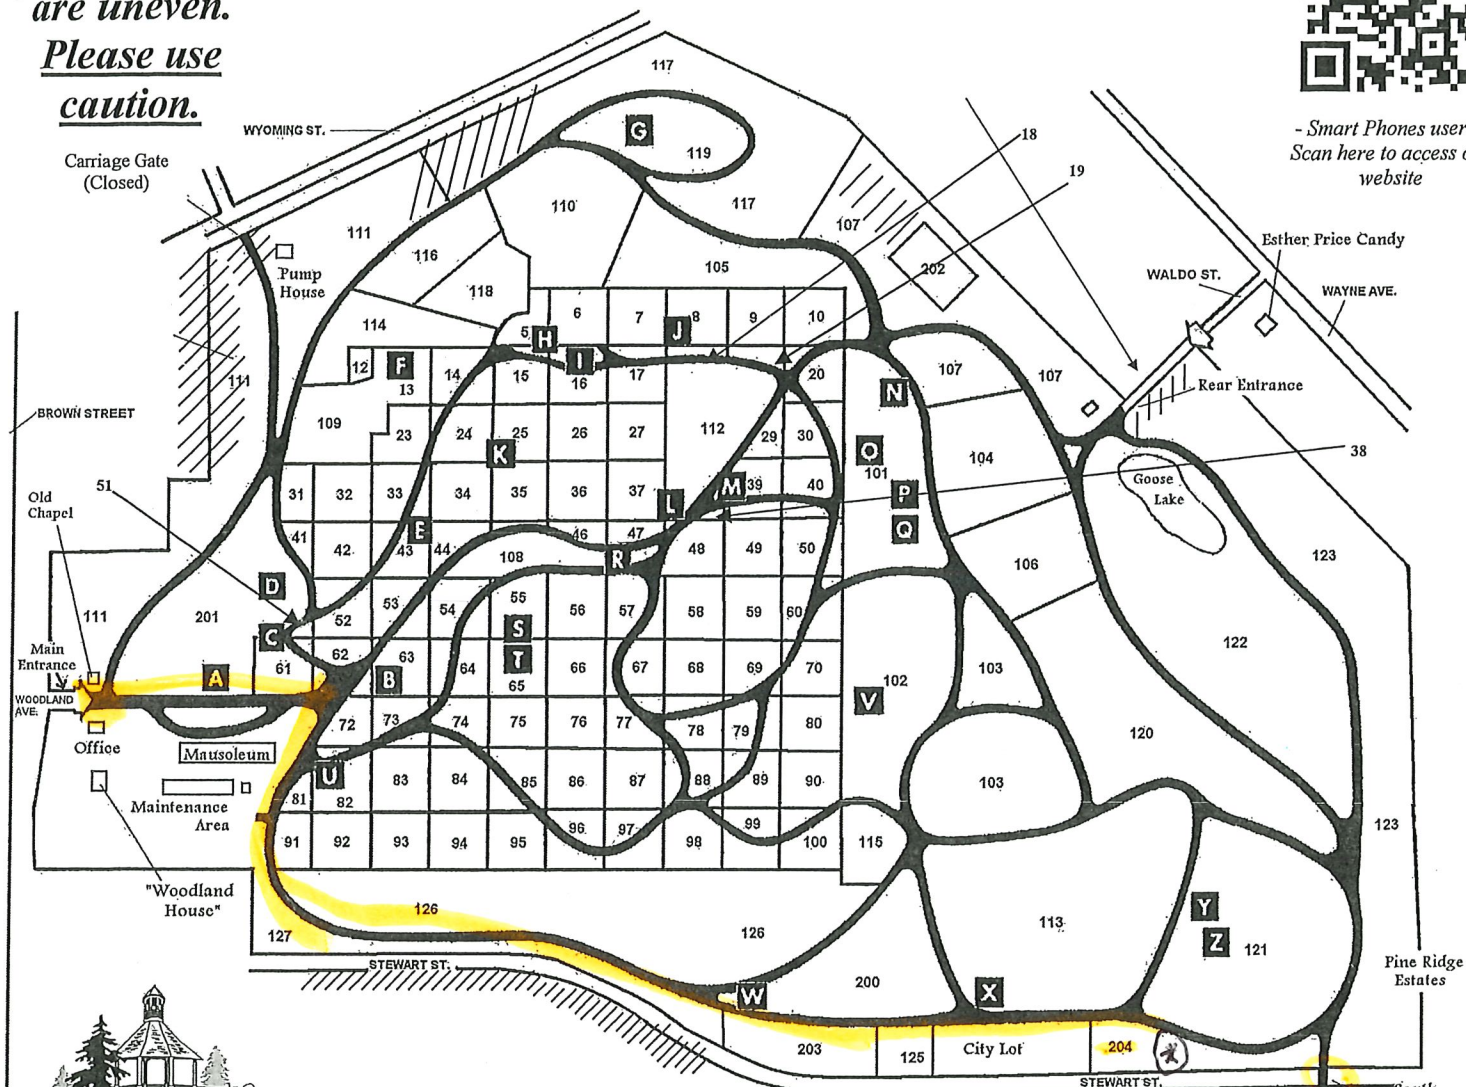 are uneven.
Please use
caution.
Carriage Gate
(Closed)
WYOMING ST.
- Smart Phones user
Scan here to access o
website
117
G
119
18
19
117
107
110
111
116
118
105
202
Pump
House
Esther Price Candy
WALDO ST.
WAYNE AVE.
114
5
6
7
8
9
10
H
I
J
12
F
13
14
15
16
17
20
N
107
107
Rear Entrance
111
BROWN STREET
109
23
24
25
26
27
112
29
30
K
O
101
104
38
Goose
Lake
51
Old
Chapel
31
32
33
34
35
36
37
L
M
39
40
P
Q
E
41
42
43
44
46
47
48
49
50
108
R
106
123
D
111
201
C
52
53
54
55
56
57
58
59
60
S
T
122
Main
Entrance
WOODLAND
AVE.
A
61
62
63
B
64
65
66
67
68
69
70
102
V
103
72
73
74
75
76
77
78
79
80
120
Office
Mausoleum
U
81
82
83
84
85
86
87
88
89
90
103
Maintenance
Area
91
92
93
94
95
96
97
98
99
100
115
123
"Woodland
House"
126
127
126
113
Y
Z
121
STEWART ST.
W
200
X
Pine Ridge
Estates
203
125
City Lot
204
STEWART ST.